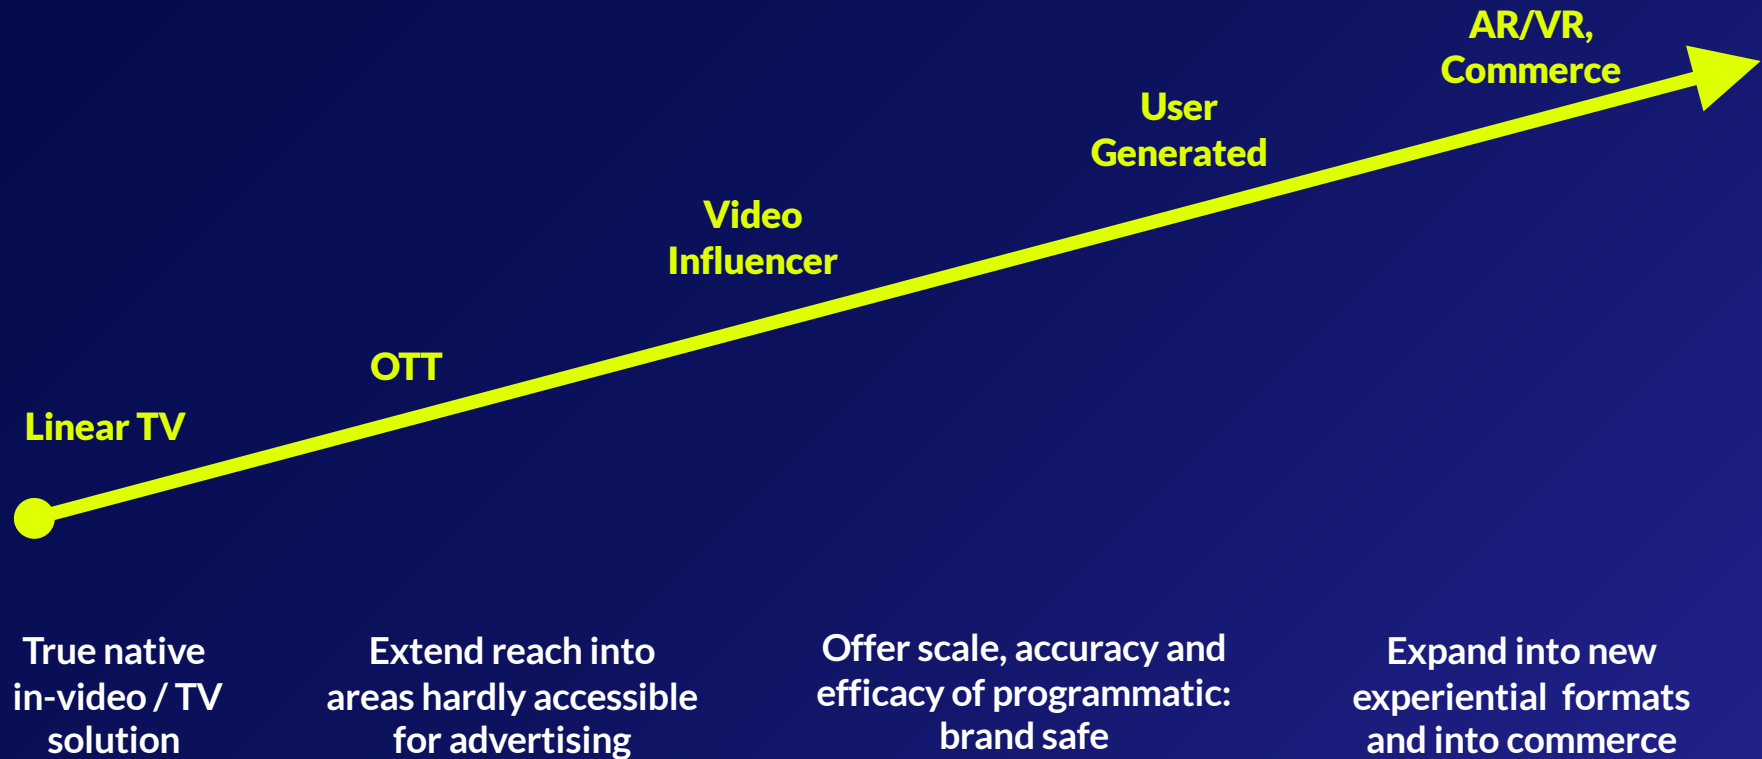 AR/VR,
Commerce
User
Generated
Video
Influencer
OTT
Linear TV
True native
in-video / TV
solution
Extend reach into
areas hardly accessible
for advertising
Offer scale, accuracy and
efficacy of programmatic:
brand safe
Expand into new
experiential formats
and into commerce